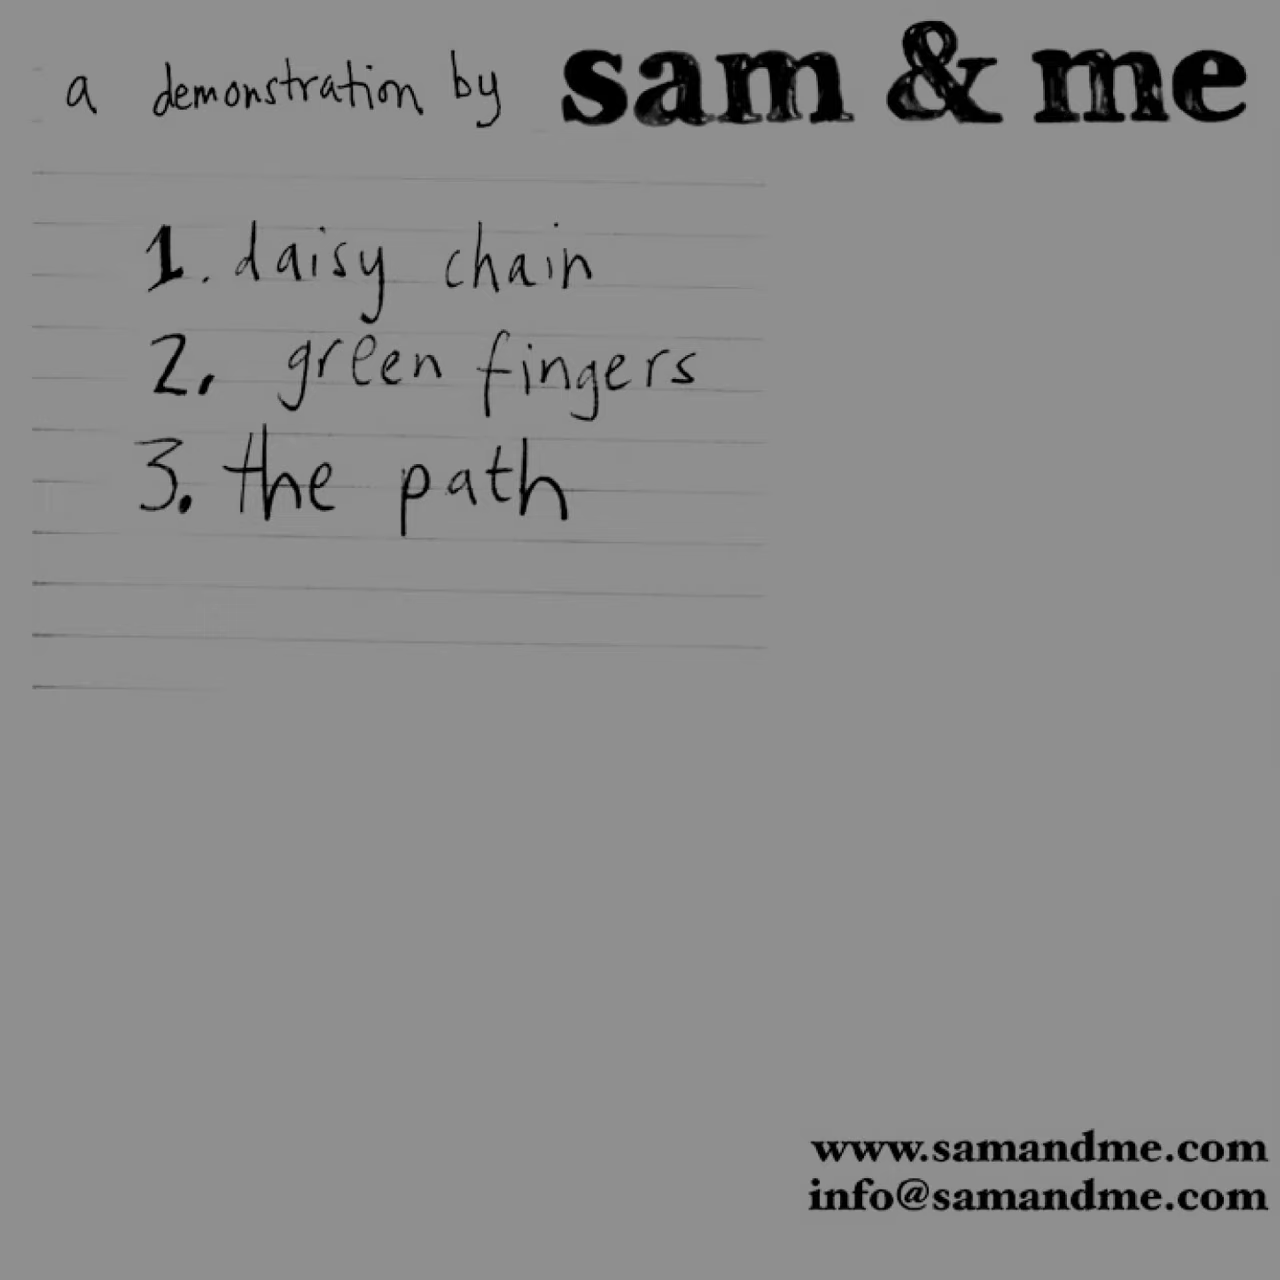 a demonstration by sam & me
1. daisy chain
2. green fingers
3. the path
www.samandme.com
info@samandme.com